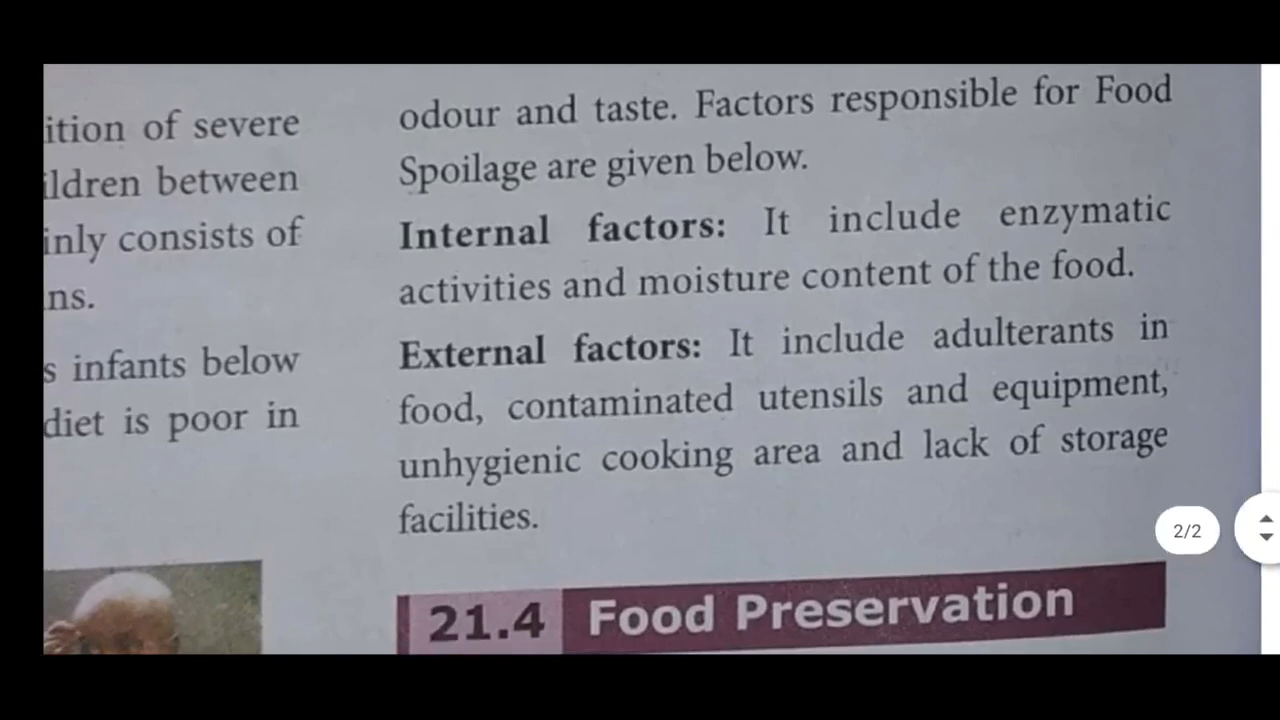 ition of severe
ildren between
inly consists of
ns.
s infants below
diet is poor in
odour and taste. Factors responsible for Food
Spoilage are given below.
Internal factors: It include enzymatic
activities and moisture content of the food.
External factors: It include adulterants in
food, contaminated utensils and equipment,
unhygienic cooking area and lack of storage
facilities.
21.4 Food Preservation
2/2